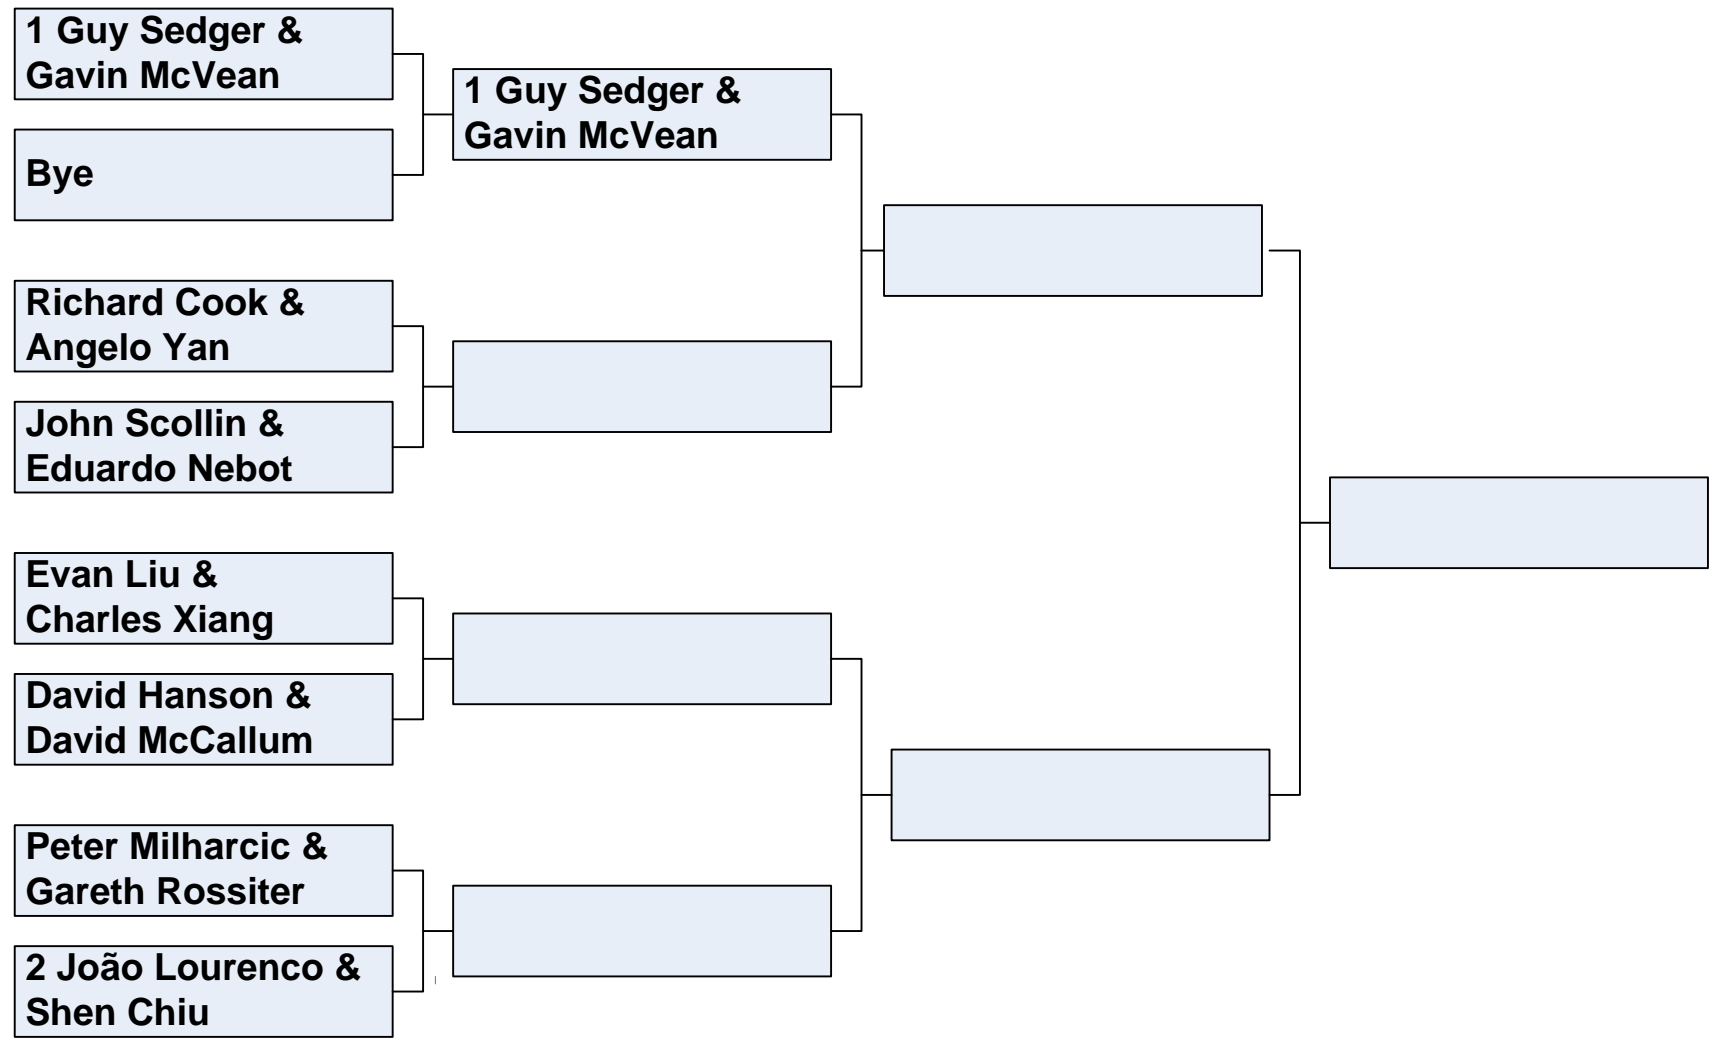 1 Guy Sedger &
Gavin McVean
Bye
1 Guy Sedger &
Gavin McVean
Richard Cook &
Angelo Yan
John Scollin &
Eduardo Nebot
Evan Liu &
Charles Xiang
David Hanson &
David McCallum
Peter Milharcic &
Gareth Rossiter
2 João Lourenco &
Shen Chiu